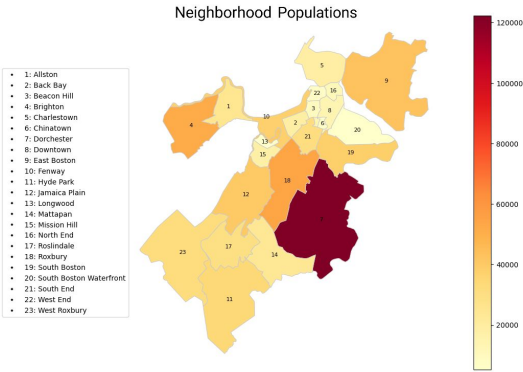 Neighborhood Populations
1: Allston
2: Back Bay
3: Beacon Hill
4: Brighton
5: Charlestown
6: Chinatown
7: Dorchester
8: Downtown
9: East Boston
10: Fenway
11: Hyde Park
12: Jamaica Plain
13: Longwood
14: Mattapan
15: Mission Hill
16: North End
17: Roslindale
18: Roxbury
19: South Boston
20: South Boston Waterfront
21: South End
22: West End
23: West Roxbury
5
9
22
16
3
8
1
10
2
6
4
20
21
13
15
19
18
12
7
17
23
14
11
120000
100000
80000
60000
40000
20000